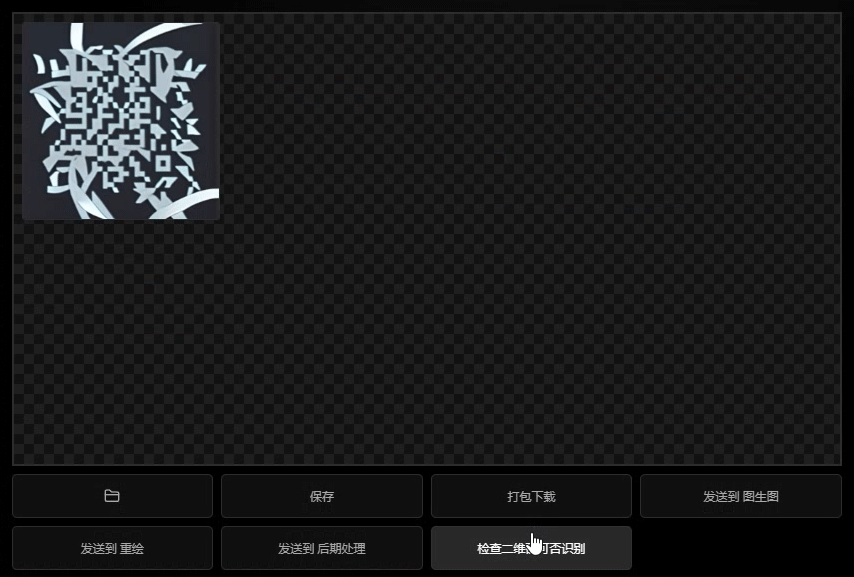 保存
打包下载
发送到 图生图
发送到 重绘
发送到 后期处理
检查二维码可否识别